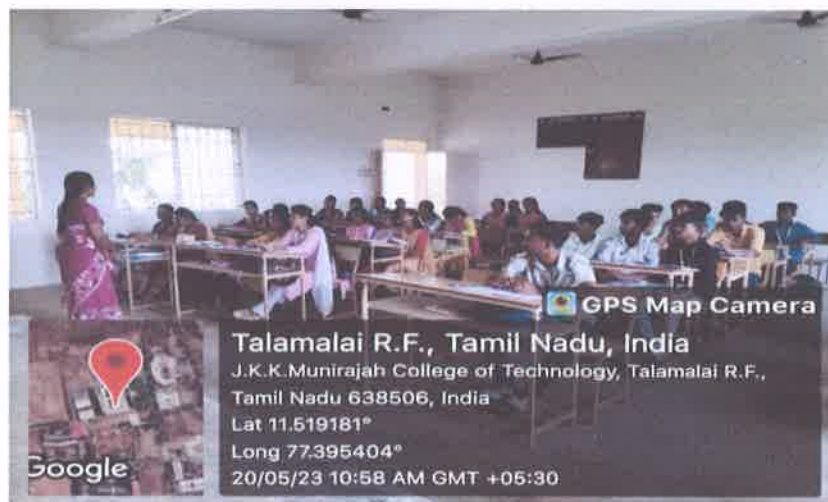 GPS Map Camera
Talamalai R.F., Tamil Nadu, India
J.K.K.Munirajah College of Technology, Talamalai R.F.,
Tamil Nadu 638506, India
Lat 11.519181°
Long 77.395404°
20/05/23 10:58 AM GMT +05:30
Google